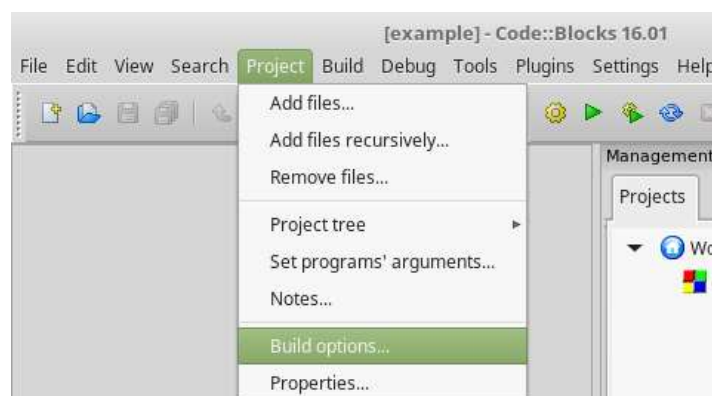 [example] - Code::Blocks 16.01
File Edit View Search Project Build Debug Tools Plugins Settings Help
Add files...
Add files recursively...
Remove files...
Project tree
Set programs' arguments...
Notes...
Build options...
Properties...
Management
Projects
Wo